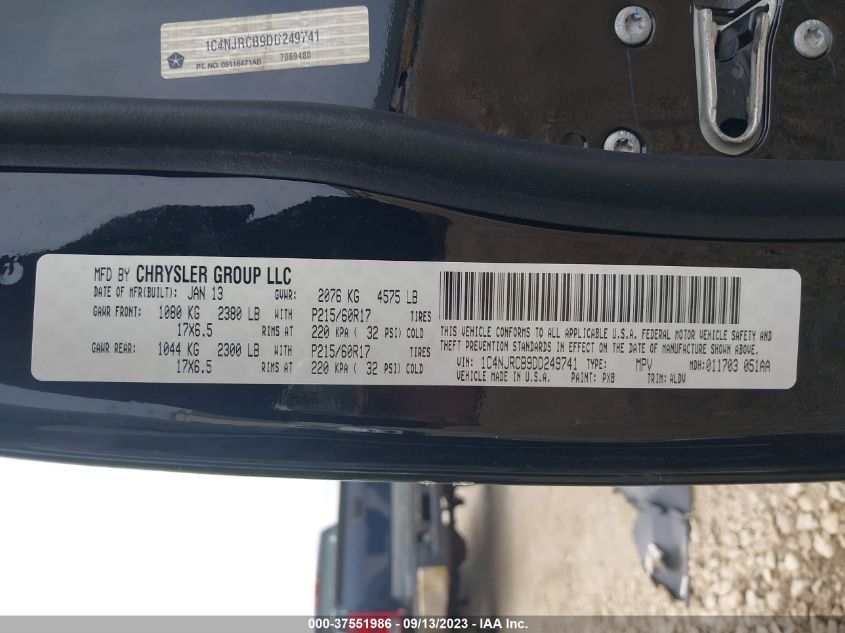 1C4NJRCB9DD249741
PT. NO. 05116471AB 7069480
MFD BY CHRYSLER GROUP LLC
DATE OF MFR(BUILT): JAN 13 GVWR: 2076 KG 4575 LB
GAWR FRONT: 1080 KG 2380 LB WITH P215/60R17 TIRES
17X6.5 RIMS AT 220 KPA ( 32 PSI) COLD
GAWR REAR: 1044 KG 2300 LB WITH P215/60R17 TIRES
17X6.5 RIMS AT 220 KPA ( 32 PSI) COLD
THIS VEHICLE CONFORMS TO ALL APPLICABLE U.S.A. FEDERAL MOTOR VEHICLE SAFETY AND
THEFT PREVENTION STANDARDS IN EFFECT ON THE DATE OF MANUFACTURE SHOWN ABOVE.
VIN: 1C4NJRCB9DD249741 TYPE: MPV MDH:011703 051AA
VEHICLE MADE IN U.S.A. PAINT: PX8 TRIM: ALDV
000-37551986 - 09/13/2023 - IAA Inc.